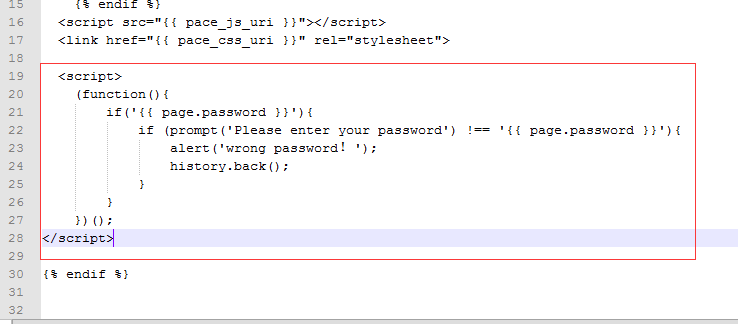 15 {% endif %}
16 <script src="{{ pace_js_uri }}"></script>
17 <link href="{{ pace_css_uri }}" rel="stylesheet">
18
19 <script>
20 (function(){
21 if('{{ page.password }}'){
22 if (prompt('Please enter your password') !== '{{ page.password }}'){
23 alert('wrong password! ');
24 history.back();
25 }
26 }
27 })();
28 </script>
29
30 {% endif %}
31
32